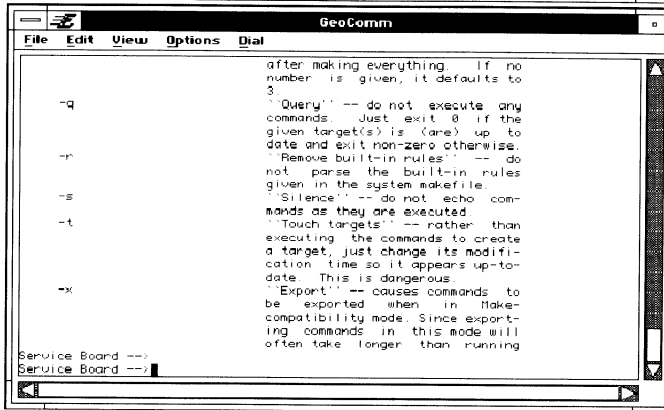 GeoComm
File Edit View Options Dial
after making everything. If no
number is given, it defaults to
3.
-q ``Query'' -- do not execute any
commands. Just exit 0 if the
given target(s) is (are) up to
date and exit non-zero otherwise.
-r ``Remove built-in rules'' -- do
not parse the built-in rules
given in the system makefile.
-s ``Silence'' -- do not echo com-
mands as they are executed.
-t ``Touch targets'' -- rather than
executing the commands to create
a target, just change its modifi-
cation time so it appears up-to-
date. This is dangerous.
-x ``Export'' -- causes commands to
be exported when in Make-
compatibility mode. Since export-
ing commands in this mode will
often take longer than running
Service Board -->
Service Board -->